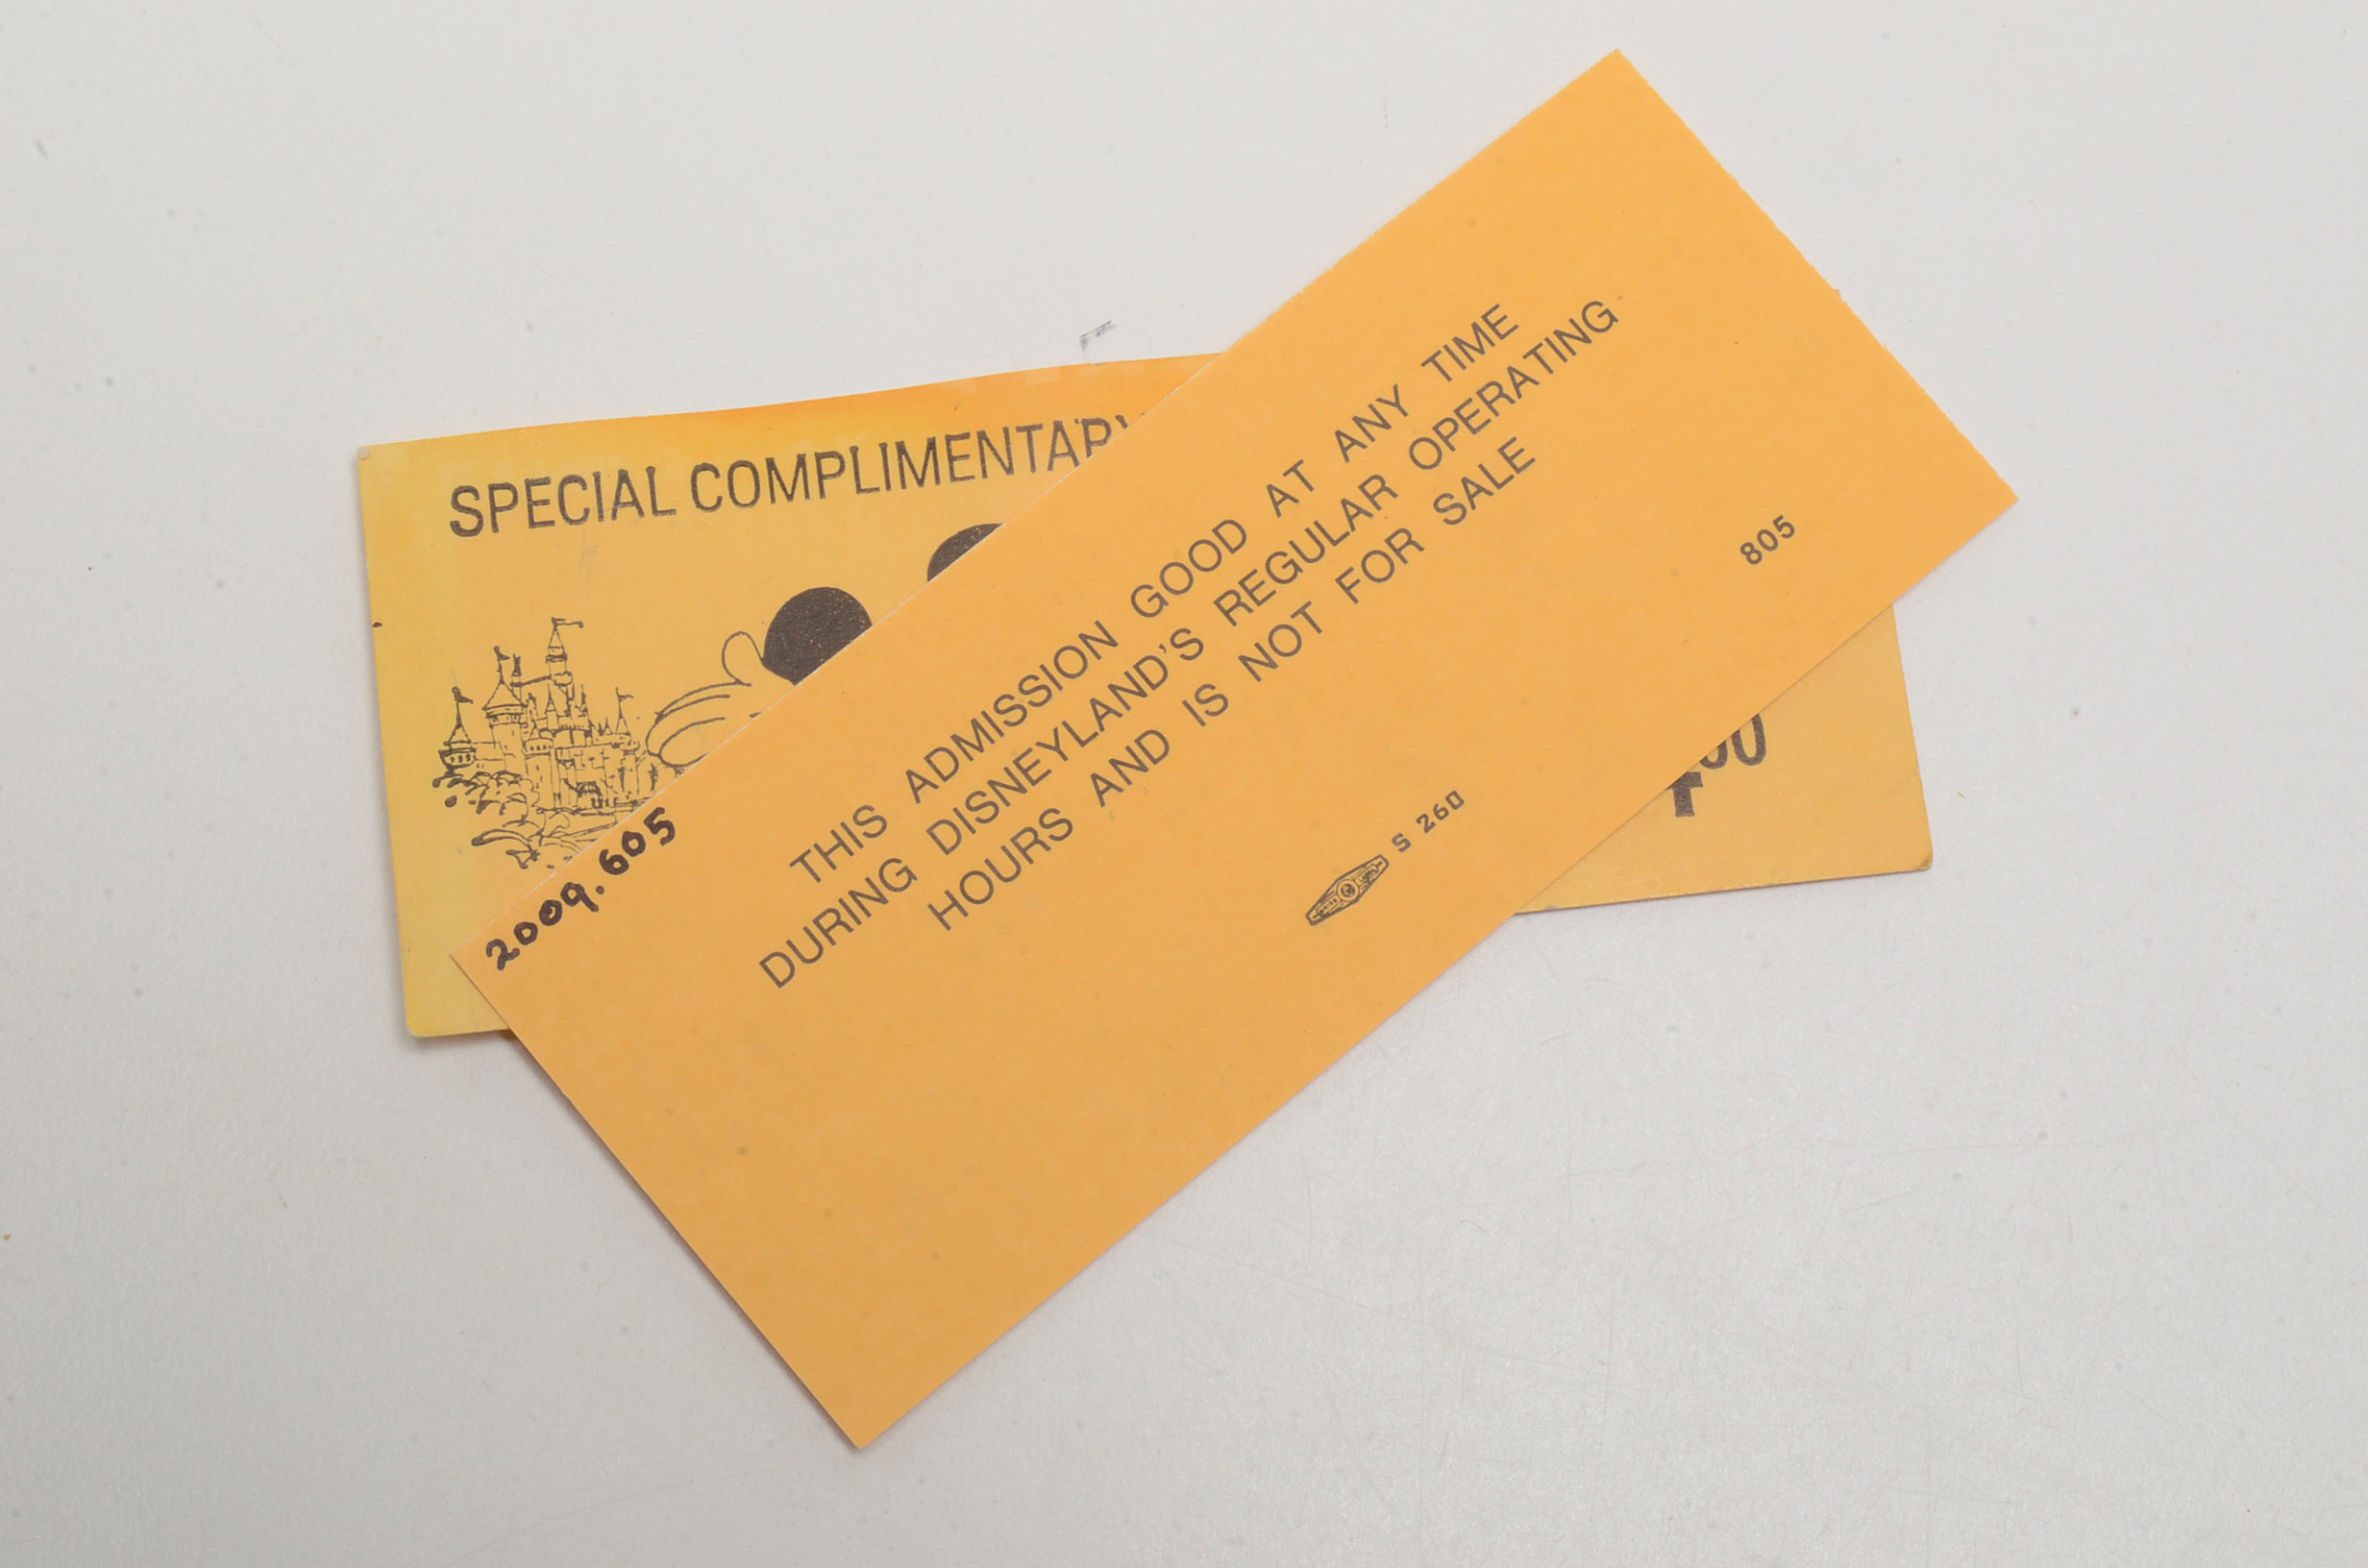 SPECIAL COMPLIMENTARY
2009.605
THIS ADMISSION GOOD AT ANY TIME
DURING DISNEYLAND'S REGULAR OPERATING
HOURS AND IS NOT FOR SALE
805
S 260